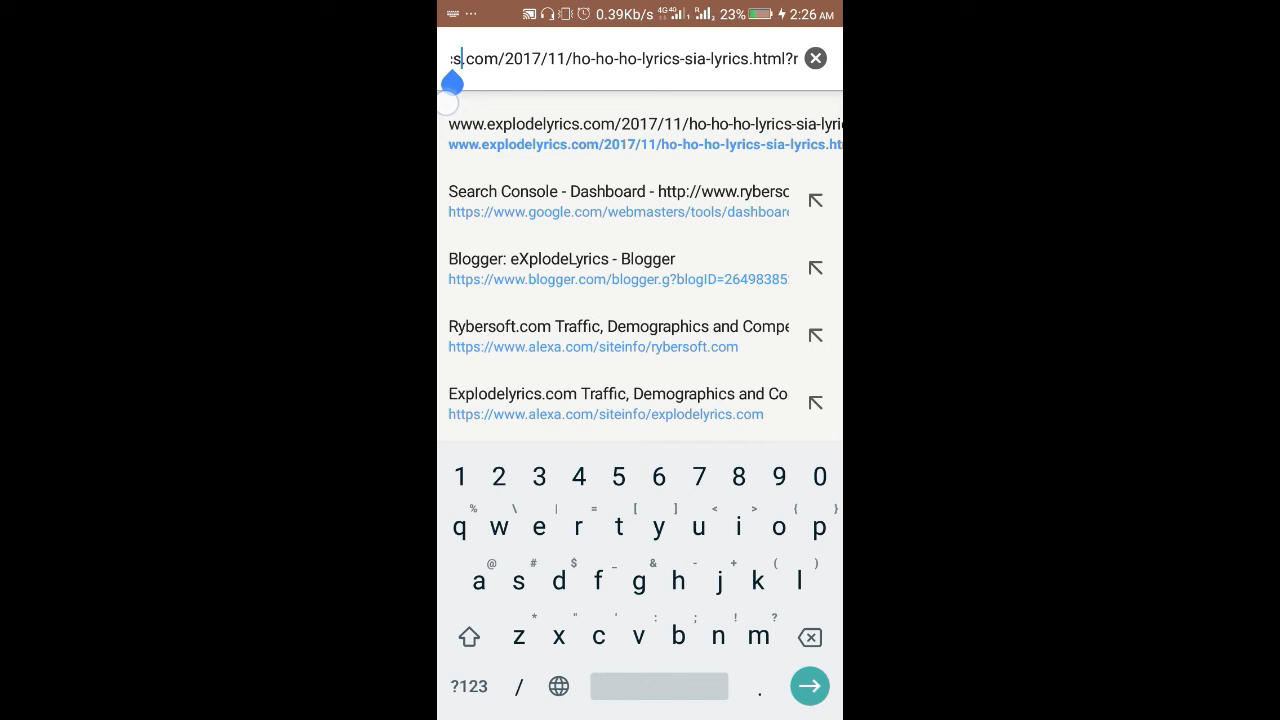 0.39Kb/s 4G 4G 1 R 2 23% 2:26 AM
s.com/2017/11/ho-ho-ho-lyrics-sia-lyrics.html?r
www.explodelyrics.com/2017/11/ho-ho-ho-lyrics-sia-lyri
www.explodelyrics.com/2017/11/ho-ho-ho-lyrics-sia-lyrics.ht
Search Console - Dashboard - http://www.rybersc
https://www.google.com/webmasters/tools/dashboard
Blogger: eXplodeLyrics - Blogger
https://www.blogger.com/blogger.g?blogID=26498385
Rybersoft.com Traffic, Demographics and Compe
https://www.alexa.com/siteinfo/rybersoft.com
Explodelyrics.com Traffic, Demographics and Co
https://www.alexa.com/siteinfo/explodelyrics.com
1 2 3 4 5 6 7 8 9 0
% \ | = [ ] < > { }
q w e r t y u i o p
@ # $ _ & - + ( )
a s d f g h j k l
* " ' : ; ! ?
z x c v b n m
?123 / .